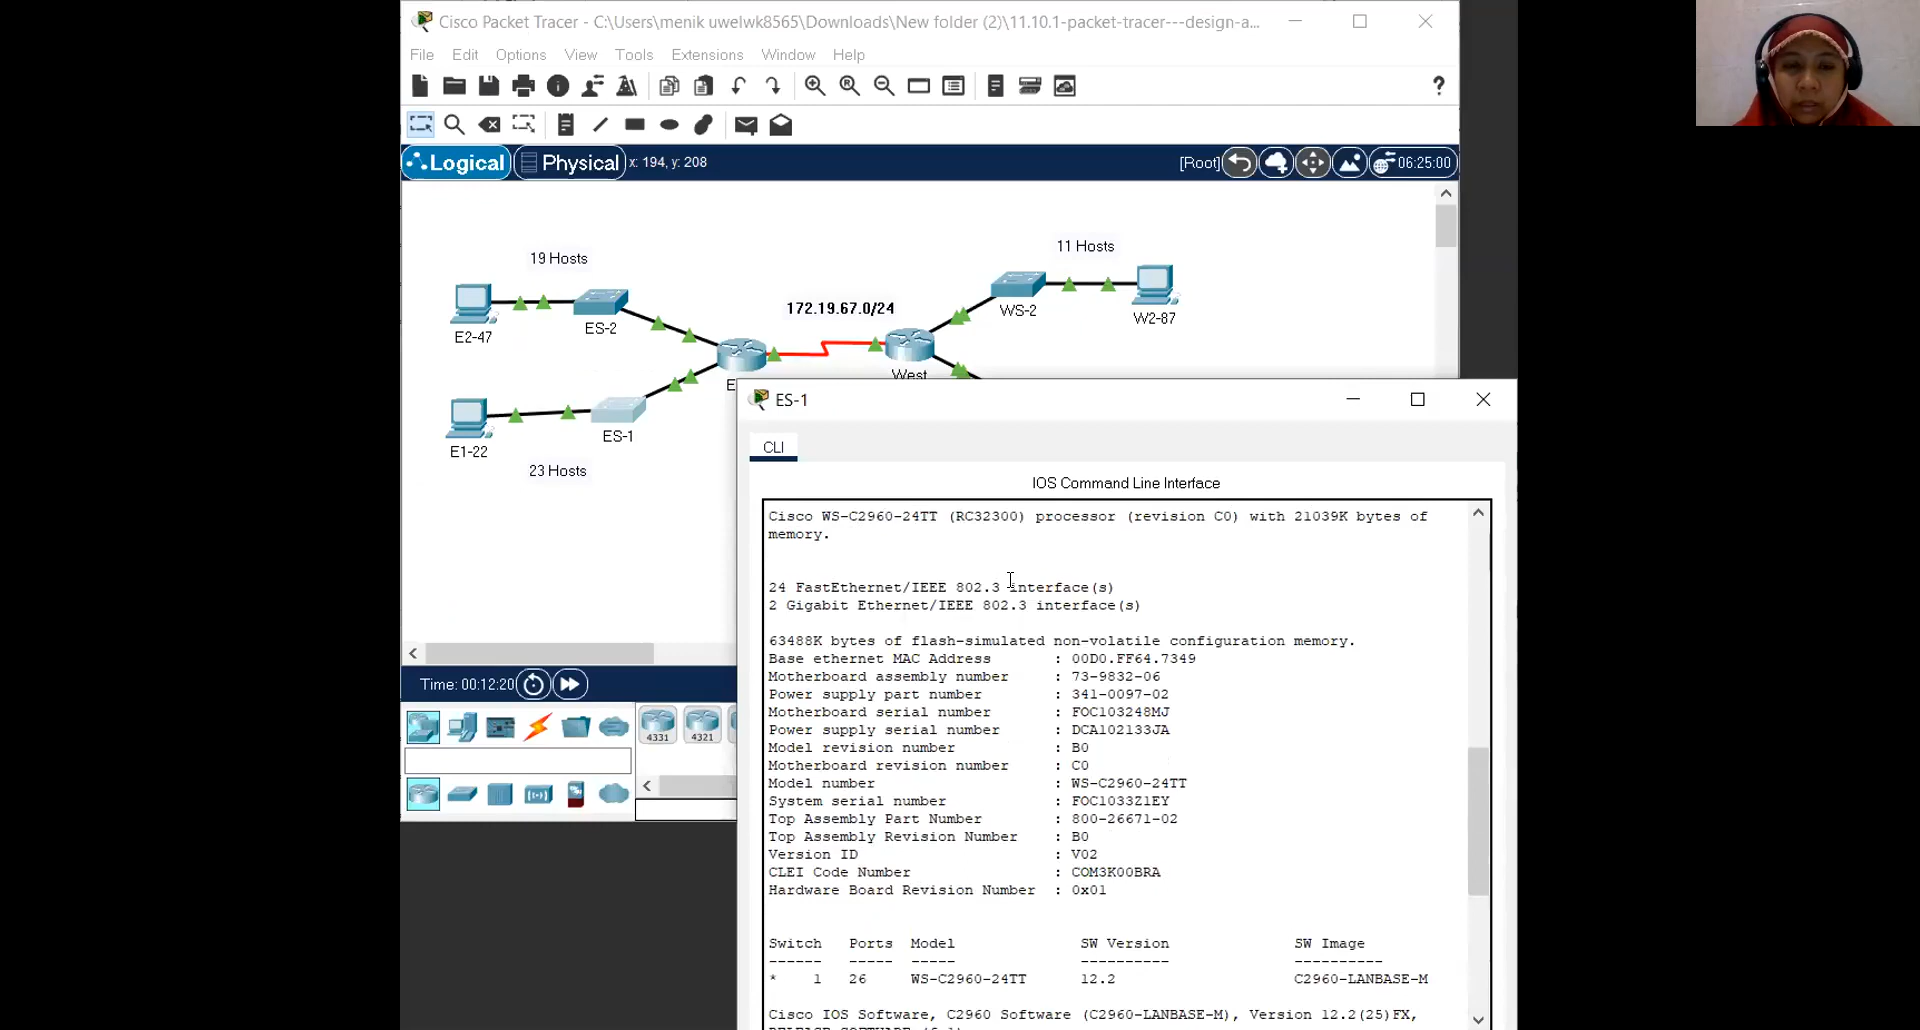 Cisco Packet Tracer - C:\Users\menik uwelwk8565\Downloads\New folder (2)\11.10.1-packet-tracer---design-a...
File Edit Options View Tools Extensions Window Help
?
Logical Physical x: 194, y: 208 [Root] 06:25:00
11 Hosts
19 Hosts
172.19.67.0/24
WS-2
W2-87
ES-2
E2-47
West
E
ES-1
E1-22
23 Hosts
ES-1
CLI
IOS Command Line Interface
Cisco WS-C2960-24TT (RC32300) processor (revision C0) with 21039K bytes of
memory.
24 FastEthernet/IEEE 802.3 interface(s)
2 Gigabit Ethernet/IEEE 802.3 interface(s)
63488K bytes of flash-simulated non-volatile configuration memory.
Base ethernet MAC Address : 00D0.FF64.7349
Motherboard assembly number : 73-9832-06
Power supply part number : 341-0097-02
Motherboard serial number : FOC103248MJ
Power supply serial number : DCA102133JA
Model revision number : B0
Motherboard revision number : C0
Model number : WS-C2960-24TT
System serial number : FOC1033Z1EY
Top Assembly Part Number : 800-26671-02
Top Assembly Revision Number : B0
Version ID : V02
CLEI Code Number : COM3K00BRA
Hardware Board Revision Number : 0x01
Switch Ports Model SW Version SW Image
------ ----- ----- ---------- ----------
* 1 26 WS-C2960-24TT 12.2 C2960-LANBASE-M
Cisco IOS Software, C2960 Software (C2960-LANBASE-M), Version 12.2(25)FX,
Time: 00:12:20
4331 4321